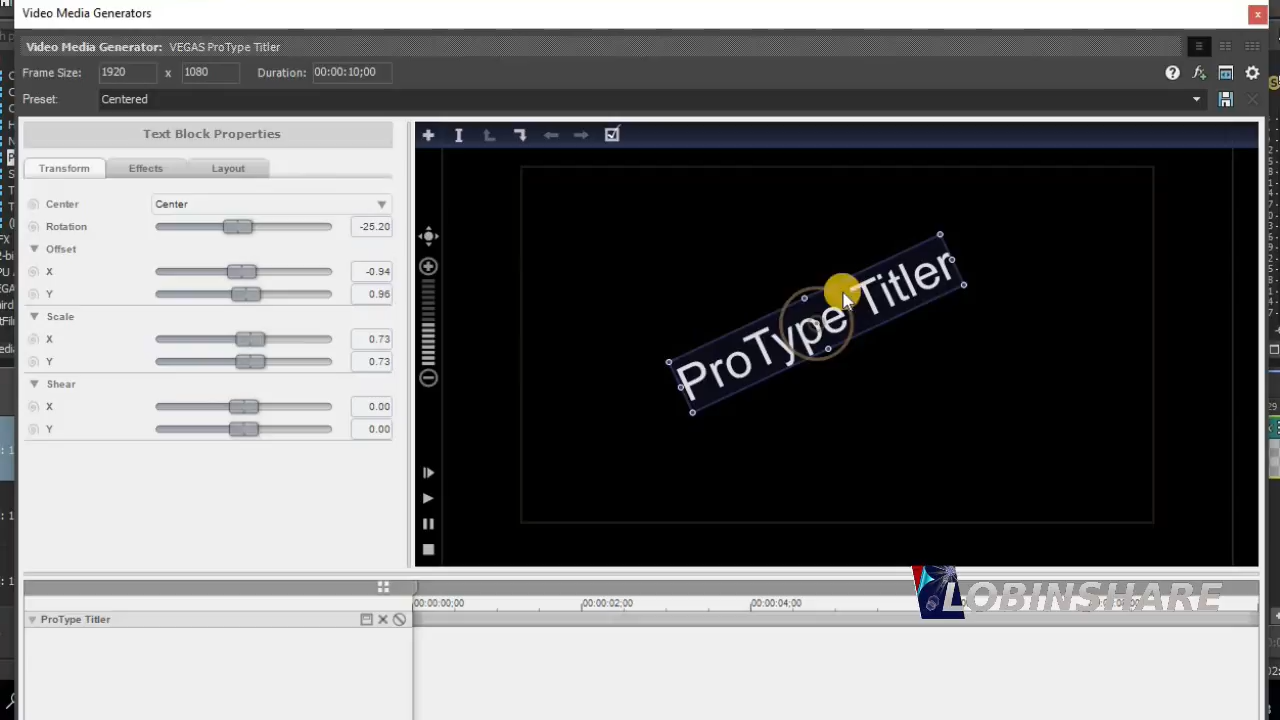 Video Media Generators
Video Media Generator: VEGAS ProType Titler
Frame Size: 1920 x 1080 Duration: 00:00:10;00
Preset: Centered
Text Block Properties
Transform Effects Layout
Center Center
Rotation -25.20
Offset
X -0.94
Y 0.96
Scale
X 0.73
Y 0.73
Shear
X 0.00
Y 0.00
ProType Titler
LOBINSHARE
00:00:00;00 00:00:02;00 00:00:04;00
ProType Titler